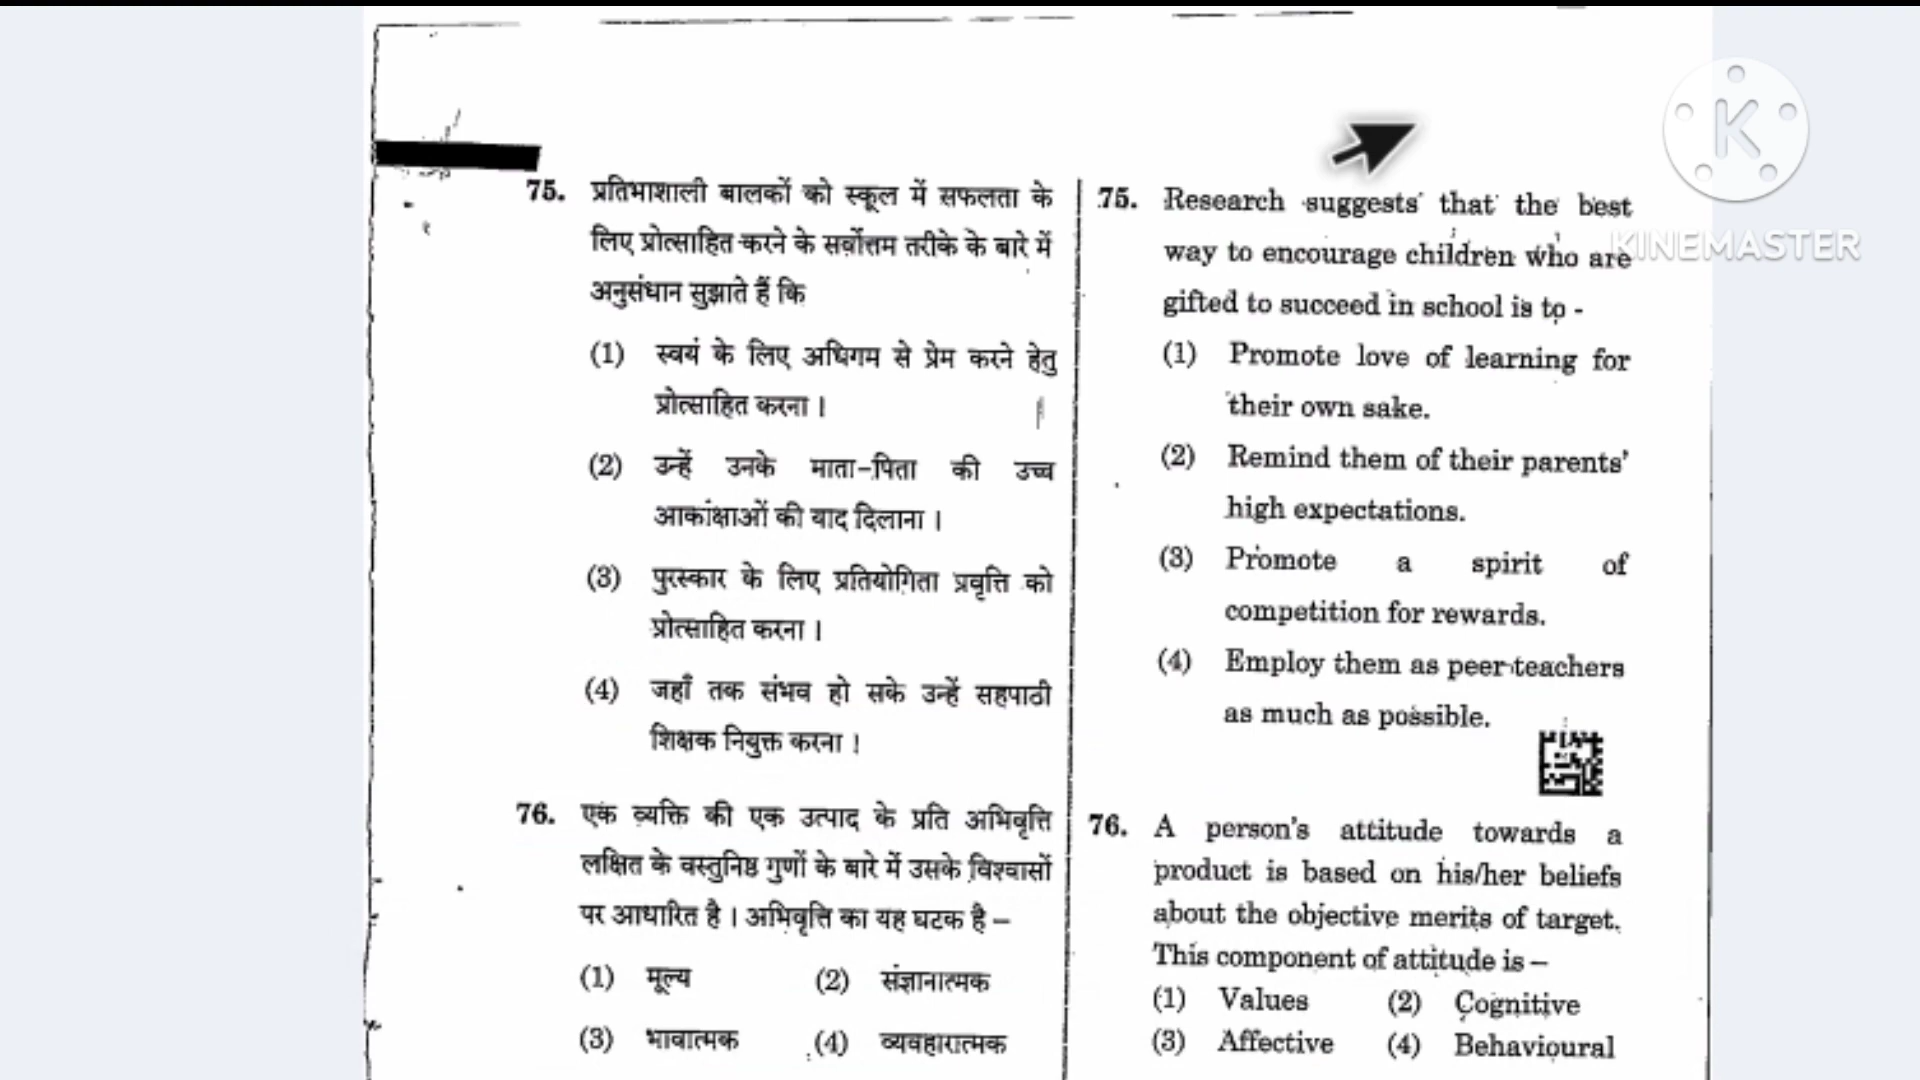 75. प्रतिभाशाली बालकों को स्कूल में सफलता के
लिए प्रोत्साहित करने के सर्वोत्तम तरीके के बारे में
अनुसंधान सुझाते हैं कि
(1) स्वयं के लिए अधिगम से प्रेम करने हेतु
प्रोत्साहित करना ।
(2) उन्हें उनके माता-पिता की उच्च
आकांक्षाओं की याद दिलाना ।
(3) पुरस्कार के लिए प्रतियोगिता प्रवृत्ति को
प्रोत्साहित करना ।
(4) जहाँ तक संभव हो सके उन्हें सहपाठी
शिक्षक नियुक्त करना ।
76. एक व्यक्ति की एक उत्पाद के प्रति अभिवृत्ति
लक्षित के वस्तुनिष्ठ गुणों के बारे में उसके विश्वासों
पर आधारित है । अभिवृत्ति का यह घटक है –
(1) मूल्य (2) संज्ञानात्मक
(3) भावात्मक (4) व्यवहारात्मक
75. Research suggests that the best
way to encourage children who are
gifted to succeed in school is to -
(1) Promote love of learning for
their own sake.
(2) Remind them of their parents'
high expectations.
(3) Promote a spirit of
competition for rewards.
(4) Employ them as peer teachers
as much as possible.
76. A person's attitude towards a
product is based on his/her beliefs
about the objective merits of target.
This component of attitude is –
(1) Values (2) Cognitive
(3) Affective (4) Behavioural
K
KINEMASTER